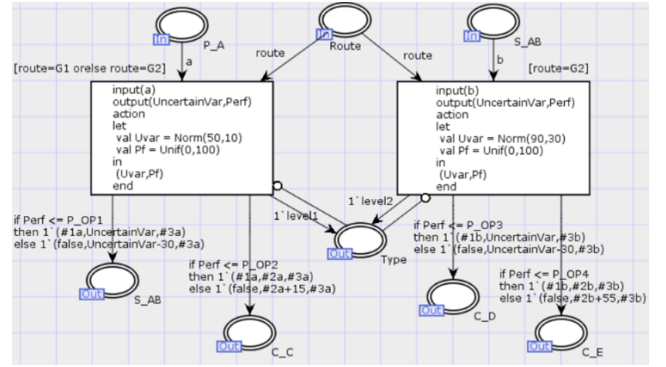 In
P_A
In
Route
In
S_AB
route
route
a
b
[route=G1 orelse route=G2]
[route=G2]
input(a)
output(UncertainVar,Perf)
action
let
val Uvar = Norm(50,10)
val Pf = Unif(0,100)
in
(Uvar,Pf)
end
input(b)
output(UncertainVar,Perf)
action
let
val Uvar = Norm(90,30)
val Pf = Unif(0,100)
in
(Uvar,Pf)
end
1`level1
1`level2
Out
Type
if Perf <= P_OP1
then 1`(#1a,UncertainVar,#3a)
else 1`(false,UncertainVar-30,#3a)
Out
S_AB
if Perf <= P_OP2
then 1`(#1a,#2a,#3a)
else 1`(false,#2a+15,#3a)
Out
C_C
if Perf <= P_OP3
then 1`(#1b,UncertainVar,#3b)
else 1`(false,UncertainVar-30,#3b)
Out
C_D
if Perf <= P_OP4
then 1`(#1b,#2b,#3b)
else 1`(false,#2b+55,#3b)
Out
C_E